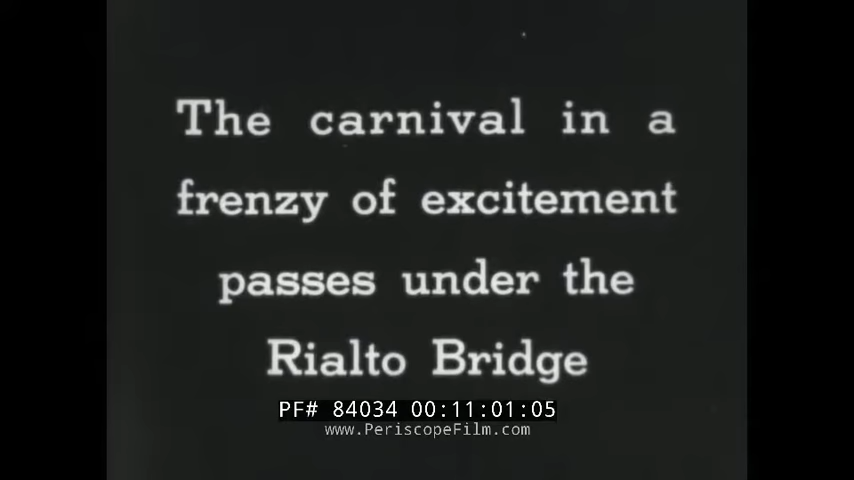 The carnival in a
frenzy of excitement
passes under the
Rialto Bridge
PF# 84034 00:11:01:05
www.PeriscopeFilm.com